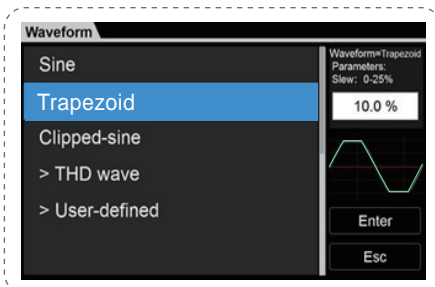 Waveform
Sine
Trapezoid
Clipped-sine
> THD wave
> User-defined
Waveform=Trapezoid
Parameters:
Slew: 0-25%
10.0 %
Enter
Esc